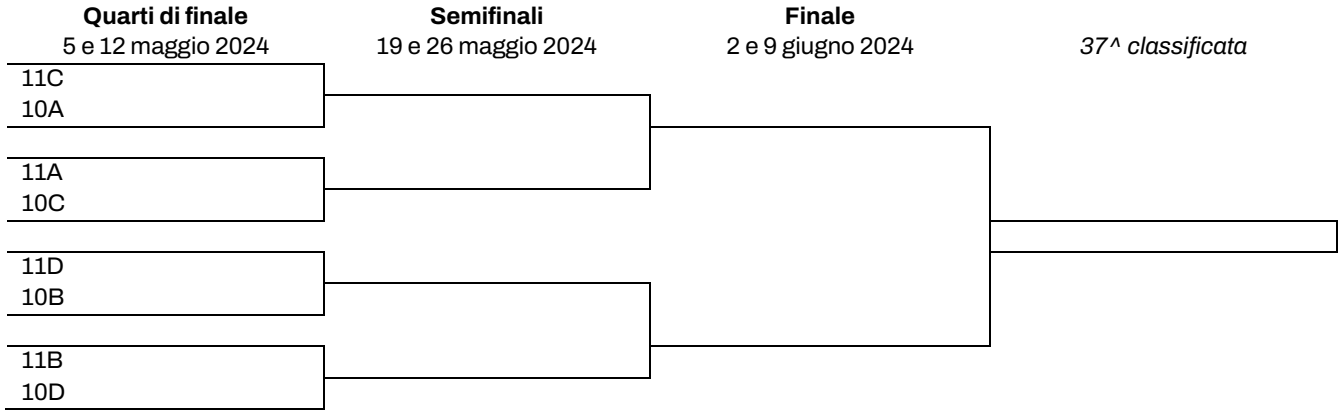 Quarti di finale Semifinali Finale
5 e 12 maggio 2024 19 e 26 maggio 2024 2 e 9 giugno 2024 37^ classificata
11C
10A
11A
10C
11D
10B
11B
10D